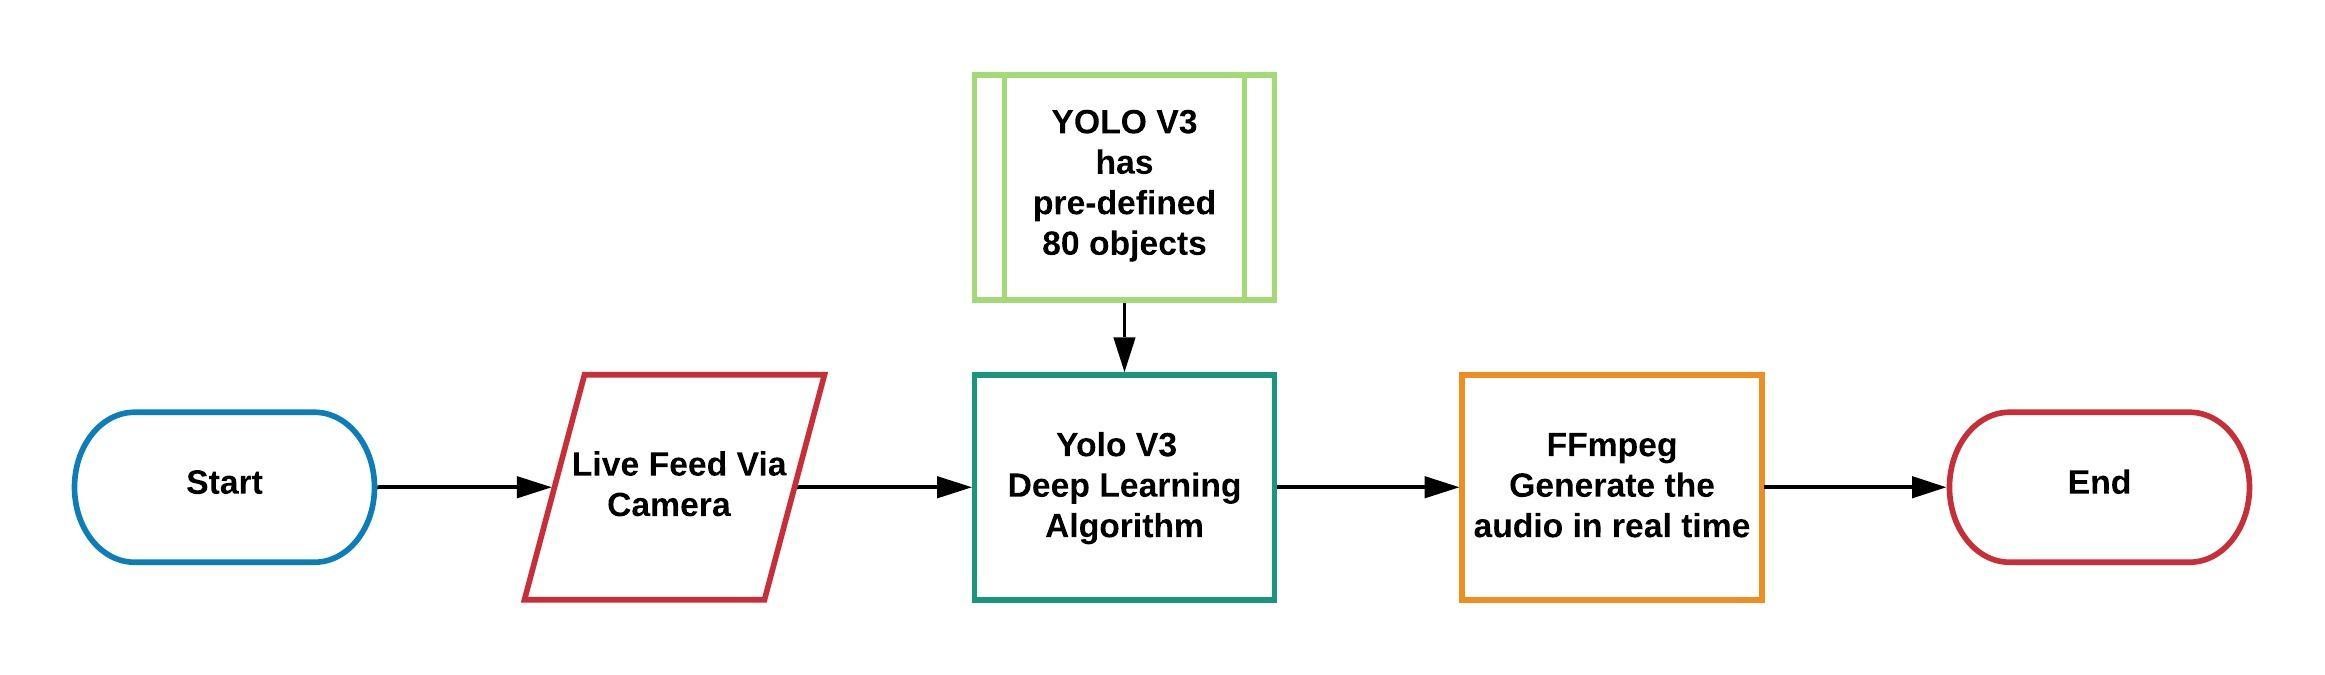 YOLO V3
has
pre-defined
80 objects
Start
Live Feed Via
Camera
Yolo V3
Deep Learning
Algorithm
FFmpeg
Generate the
audio in real time
End